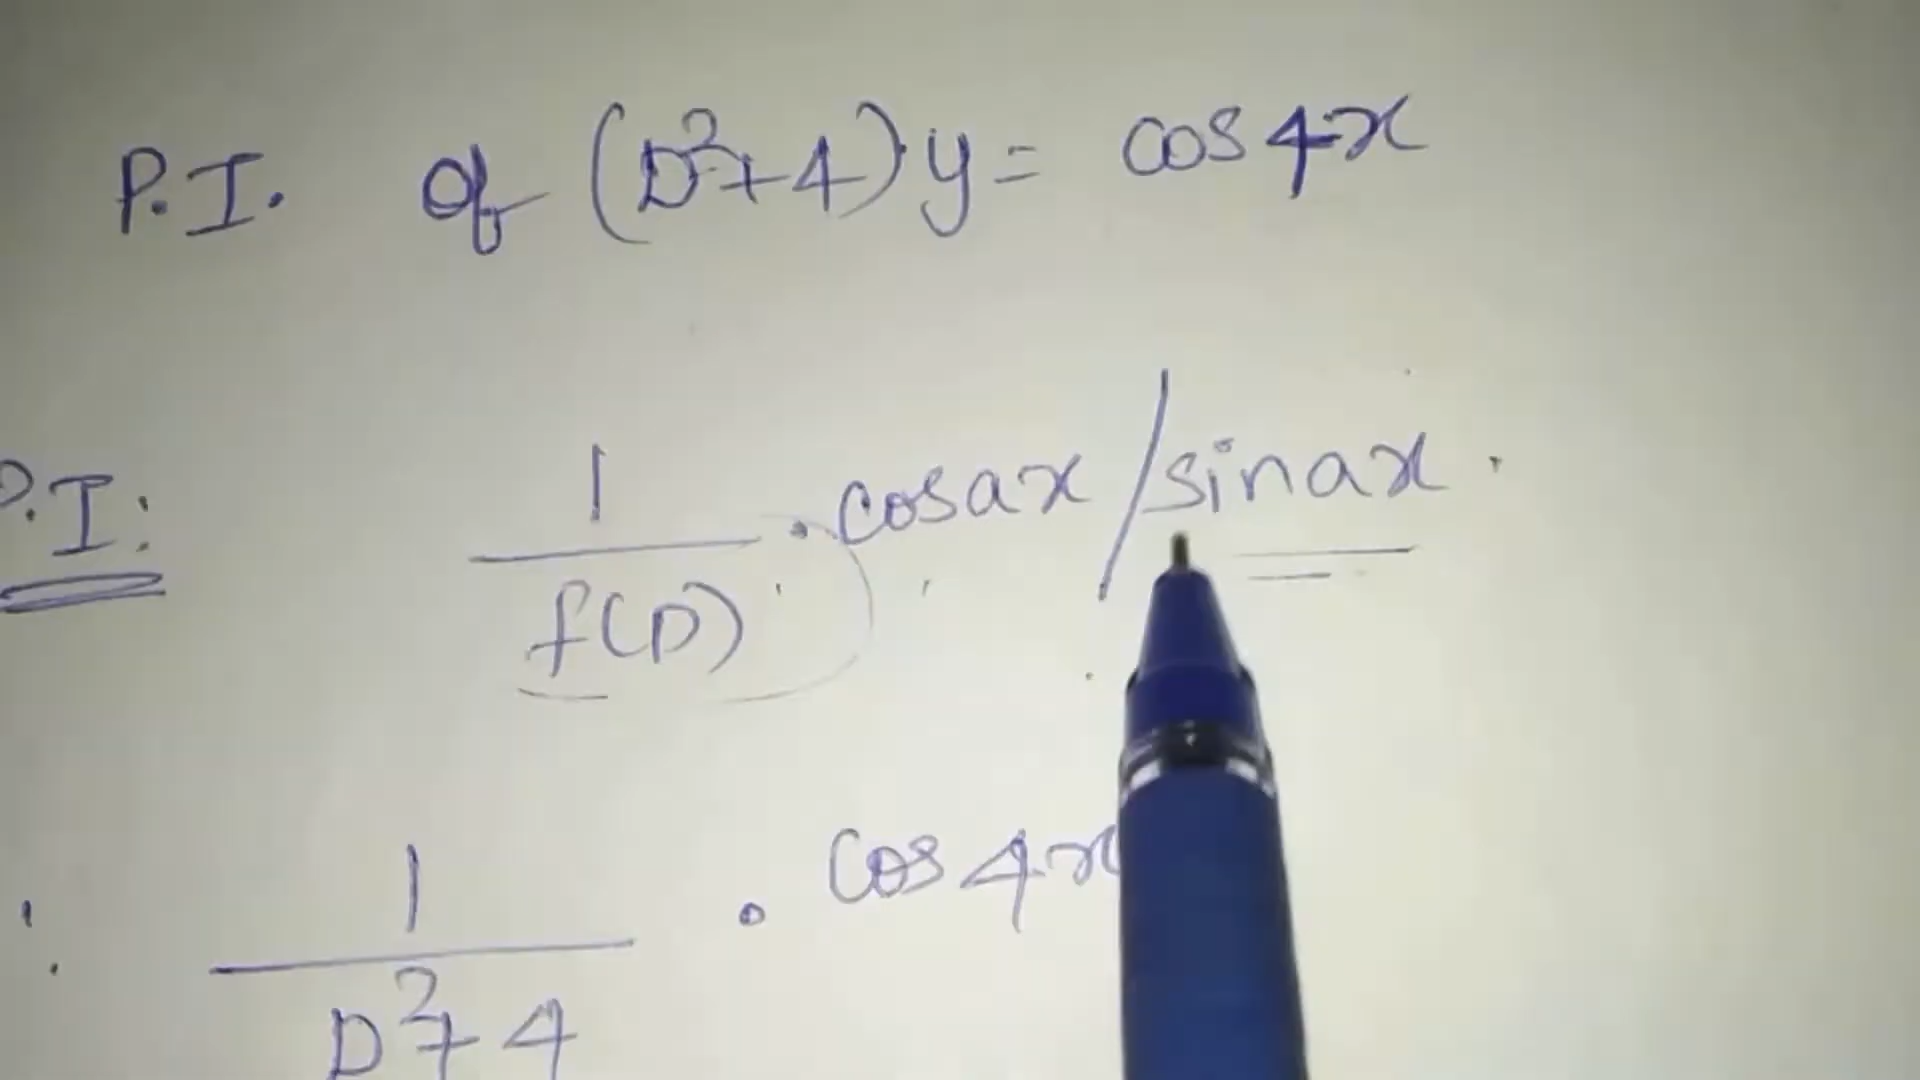 P.I. of (D²+4)y = cos4x
P.I: 1/f(D) . cosax/sinax.
: 1/D²+4 . cos4x